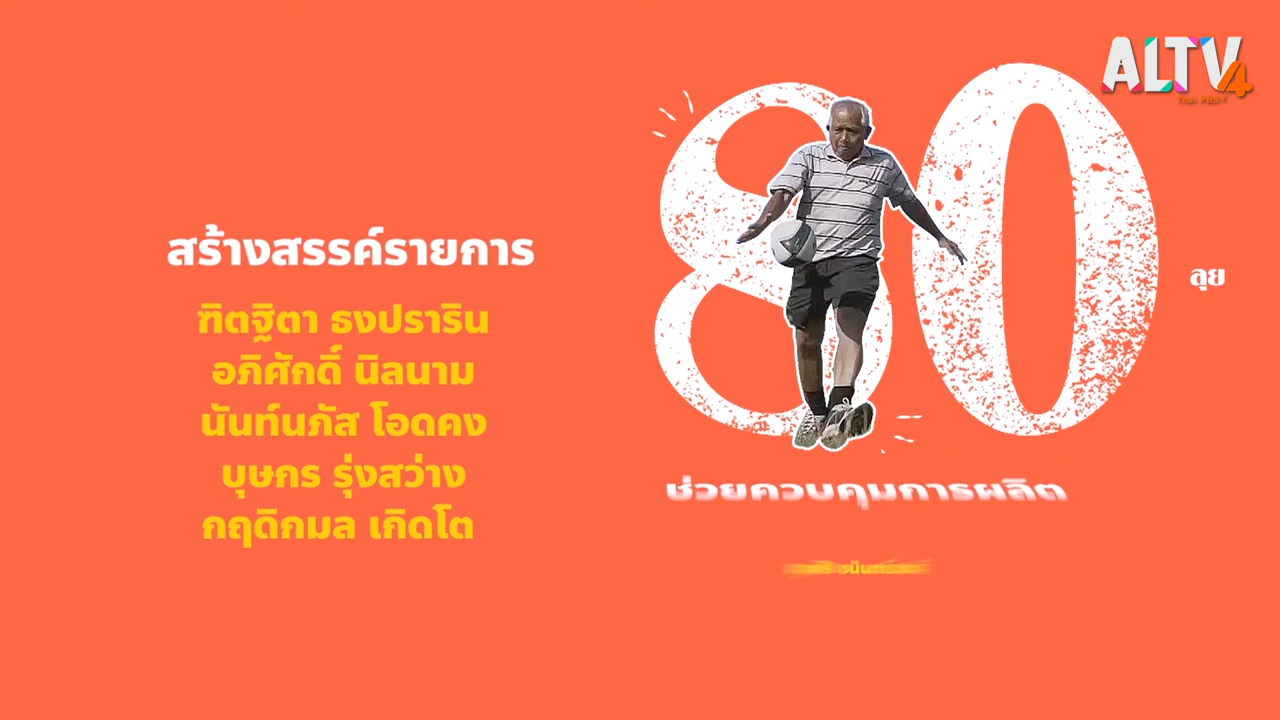 ALTV4
Thai PBS
80
ลุย
สร้างสรรค์รายการ
ฑิตฐิตา ธงปราริน
อภิศักดิ์ นิลนาม
นันท์นภัส โอดคง
บุษกร รุ่งสว่าง
กฤดิกมล เกิดโต
ช่วยควบคุมการผลิต